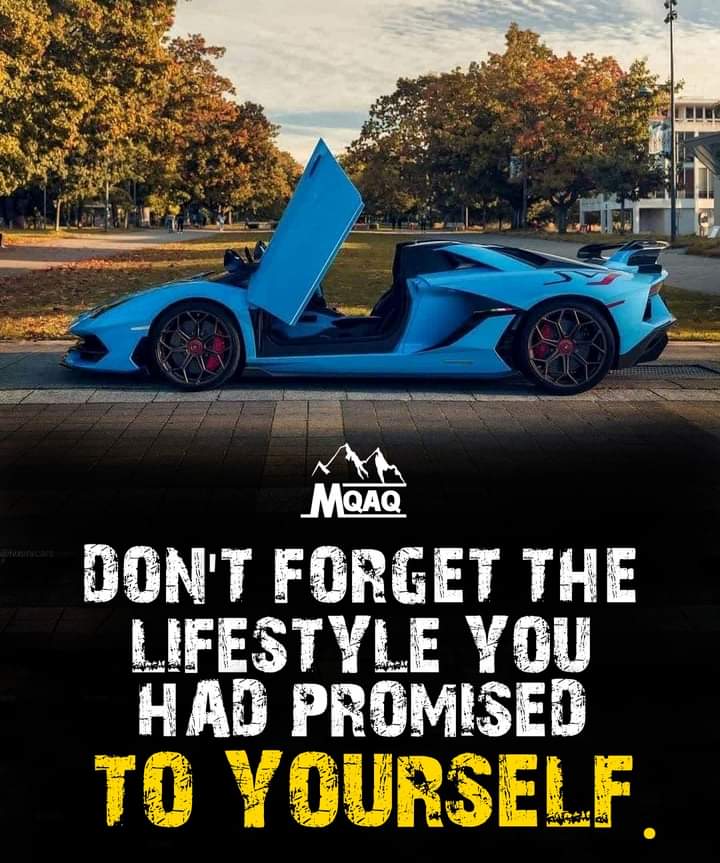 MQAQ
DON'T FORGET THE
LIFESTYLE YOU
HAD PROMISED
TO YOURSELF.